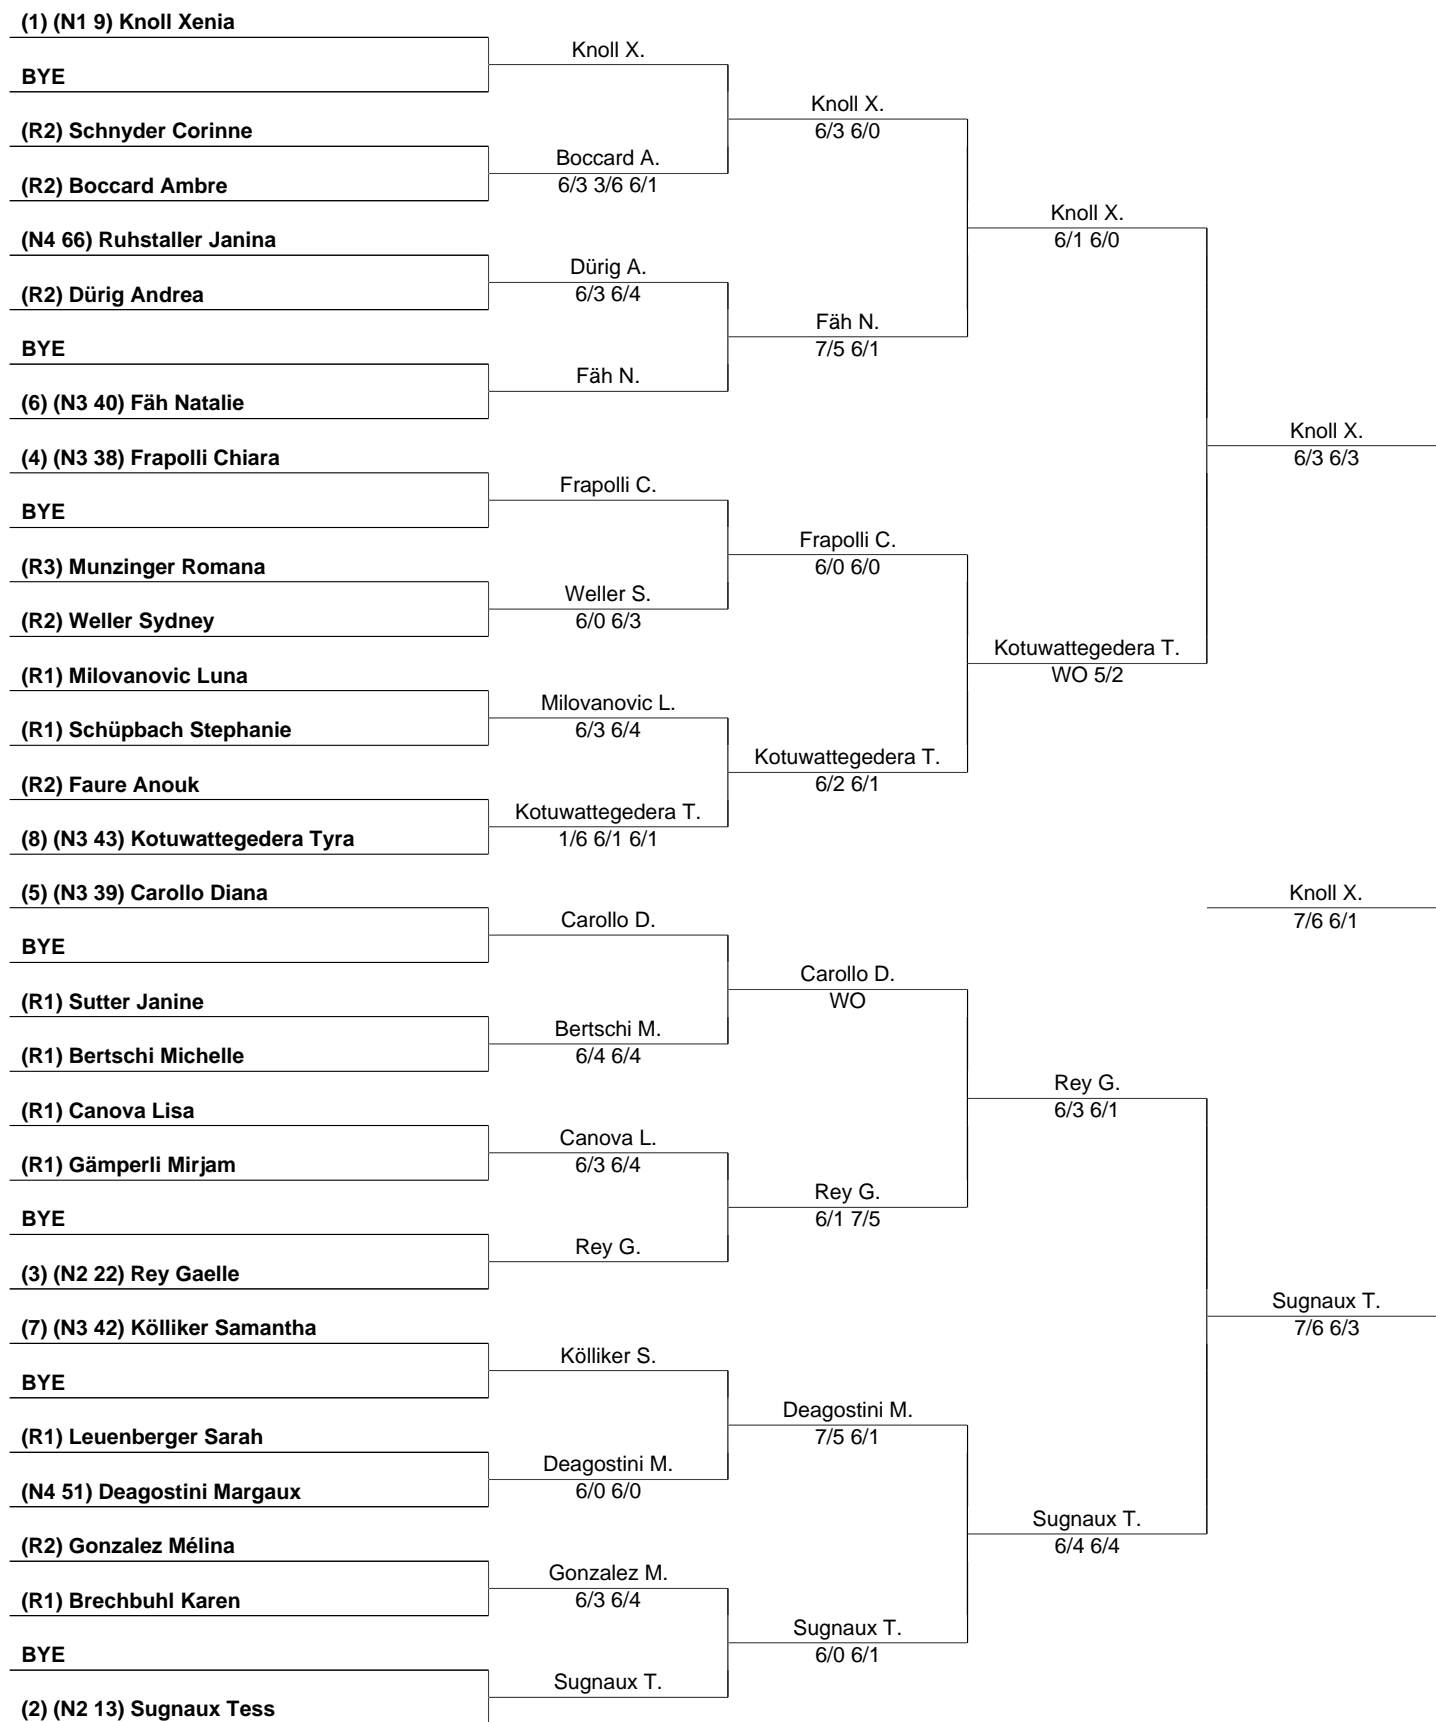 (1) (N1 9) Knoll Xenia
Knoll X.
BYE
Knoll X.
6/3 6/0
(R2) Schnyder Corinne
Boccard A.
6/3 3/6 6/1
(R2) Boccard Ambre
Knoll X.
6/1 6/0
(N4 66) Ruhstaller Janina
Dürig A.
6/3 6/4
(R2) Dürig Andrea
Fäh N.
7/5 6/1
BYE
Fäh N.
(6) (N3 40) Fäh Natalie
Knoll X.
6/3 6/3
(4) (N3 38) Frapolli Chiara
Frapolli C.
BYE
Frapolli C.
6/0 6/0
(R3) Munzinger Romana
Weller S.
6/0 6/3
(R2) Weller Sydney
Kotuwattegedera T.
WO 5/2
(R1) Milovanovic Luna
Milovanovic L.
6/3 6/4
(R1) Schüpbach Stephanie
Kotuwattegedera T.
6/2 6/1
(R2) Faure Anouk
Kotuwattegedera T.
1/6 6/1 6/1
(8) (N3 43) Kotuwattegedera Tyra
(5) (N3 39) Carollo Diana
Knoll X.
7/6 6/1
Carollo D.
BYE
Carollo D.
WO
(R1) Sutter Janine
Bertschi M.
6/4 6/4
(R1) Bertschi Michelle
Rey G.
6/3 6/1
(R1) Canova Lisa
Canova L.
6/3 6/4
(R1) Gämperli Mirjam
Rey G.
6/1 7/5
BYE
Rey G.
(3) (N2 22) Rey Gaelle
Sugnaux T.
7/6 6/3
(7) (N3 42) Kölliker Samantha
Kölliker S.
BYE
Deagostini M.
7/5 6/1
(R1) Leuenberger Sarah
Deagostini M.
6/0 6/0
(N4 51) Deagostini Margaux
Sugnaux T.
6/4 6/4
(R2) Gonzalez Mélina
Gonzalez M.
6/3 6/4
(R1) Brechbuhl Karen
Sugnaux T.
6/0 6/1
BYE
Sugnaux T.
(2) (N2 13) Sugnaux Tess